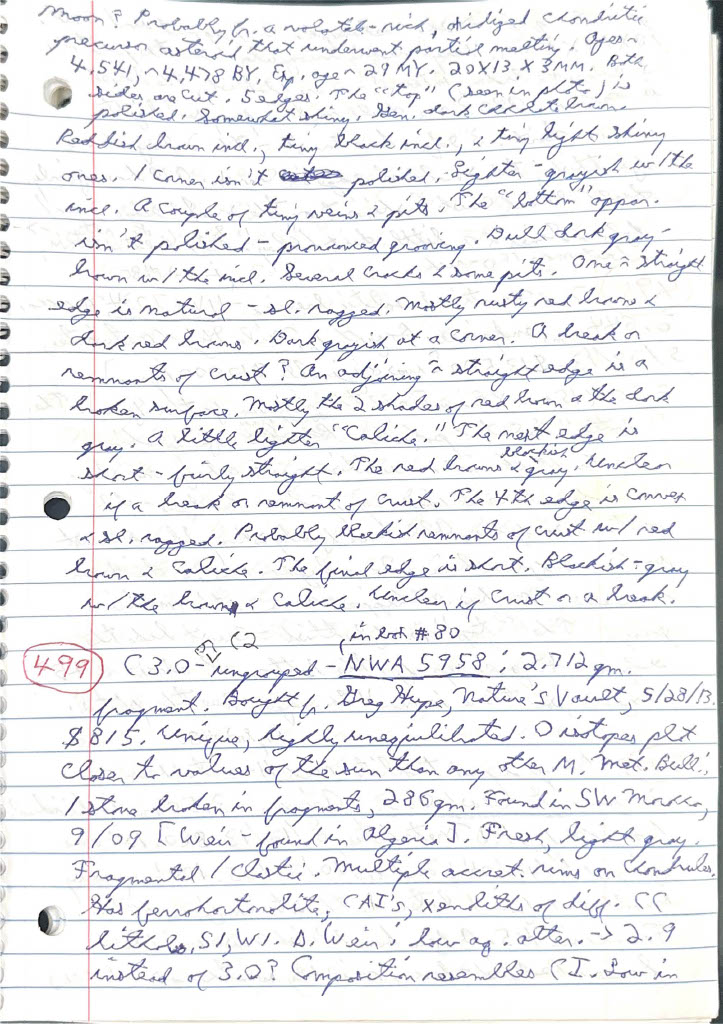 Moon? Probably fr. a volatile-rich, oxidized chondritic
precursor asteroid that underwent partial melting. Ages ~
4.541, ~4.478 BY. Exp. age ~ 29 MY. 20X13X3MM. Both
sides are cut. 5 edges. The "top" (seen in photo) is
polished. Somewhat shiny. Gen. dark chocolate brown
Reddish brown incl., tiny black incl., & tiny light shiny
ones. 1 corner isn't polished. Lighter - grayish w/the
incl. A couple of tiny veins & pits. The "bottom" appar.
isn't polished - pronounced grooving. Dull dark gray-
brown w/the incl. Several cracks & some pits. One ~ straight
edge is natural - sl. ragged. Mostly rusty red brown &
dark red brown. Dark grayish at a corner. A break or
remnants of crust? An adjoining ~ straight edge is a
broken surface. Mostly the 2 shades of red brown & the dark
gray. A little lighter "Caliche." The next edge is
short - fairly straight. The red browns & blackish gray. Unclear
if a break or remnant of crust. The 4th edge is convex
& sl. ragged. Probably blackish remnants of crust w/ red
brown & Caliche. The final edge is short. Blackish-gray
w/the brown & Caliche. Unclear if crust or a break.
499 C3.0- or C2 ungrouped - NWA 5958 (in bot #80; 2.712 gm.
fragment. Bought fr. Greg Hupe, Nature's Vault, 5/28/13.
$815. Unique, highly unequilibrated. O isotopes plot
closer to values of the sun than any other M. Met. Bull.:
1 stone broken in fragments, 286 gm. Found in SW Morocco,
9/09 [Weir - found in Algeria]. Fresh, light gray.
Fragmental/Clastic. Multiple accret. rims on chondrules.
Has ferrohortonolite, CAI's, xenoliths of diff. CC
lithols. S1, W1. D. Weir: low aq. alter. -> 2.9
instead of 3.0? Composition resembles CI. Low in